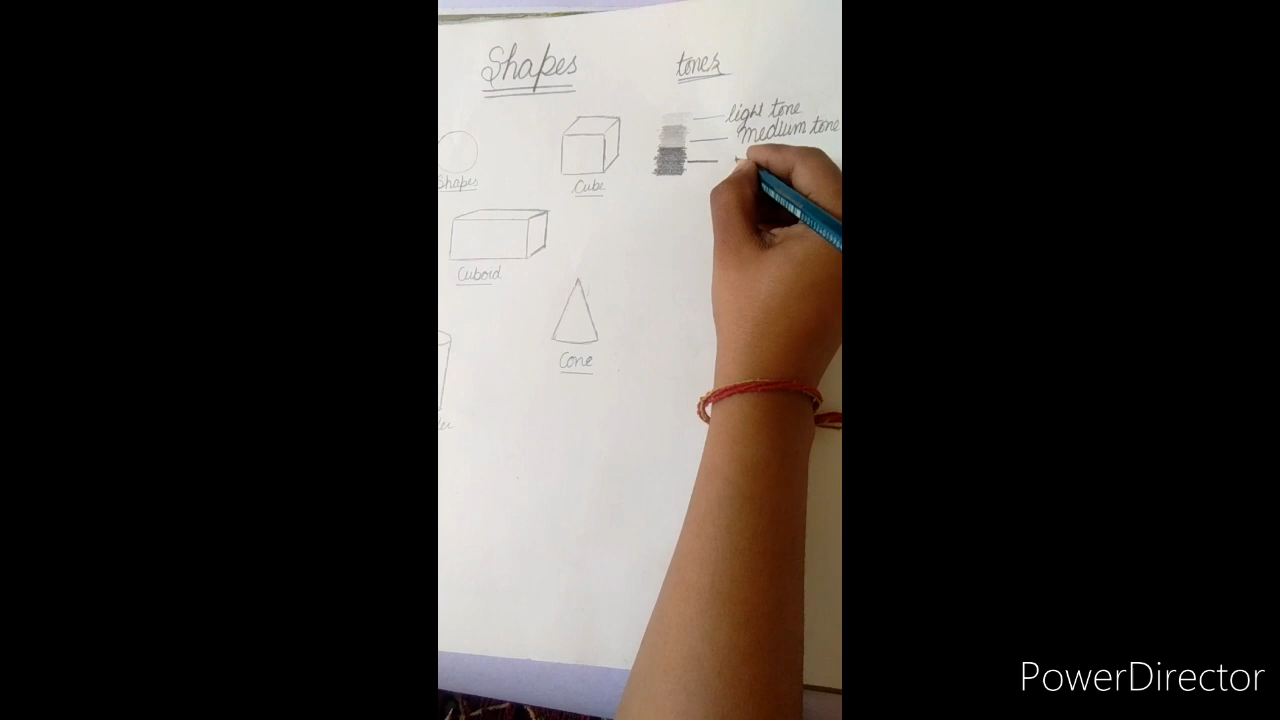 Shapes
tones
light tone
medium tone
Shapes
Cube
Cuboid
Cone
PowerDirector